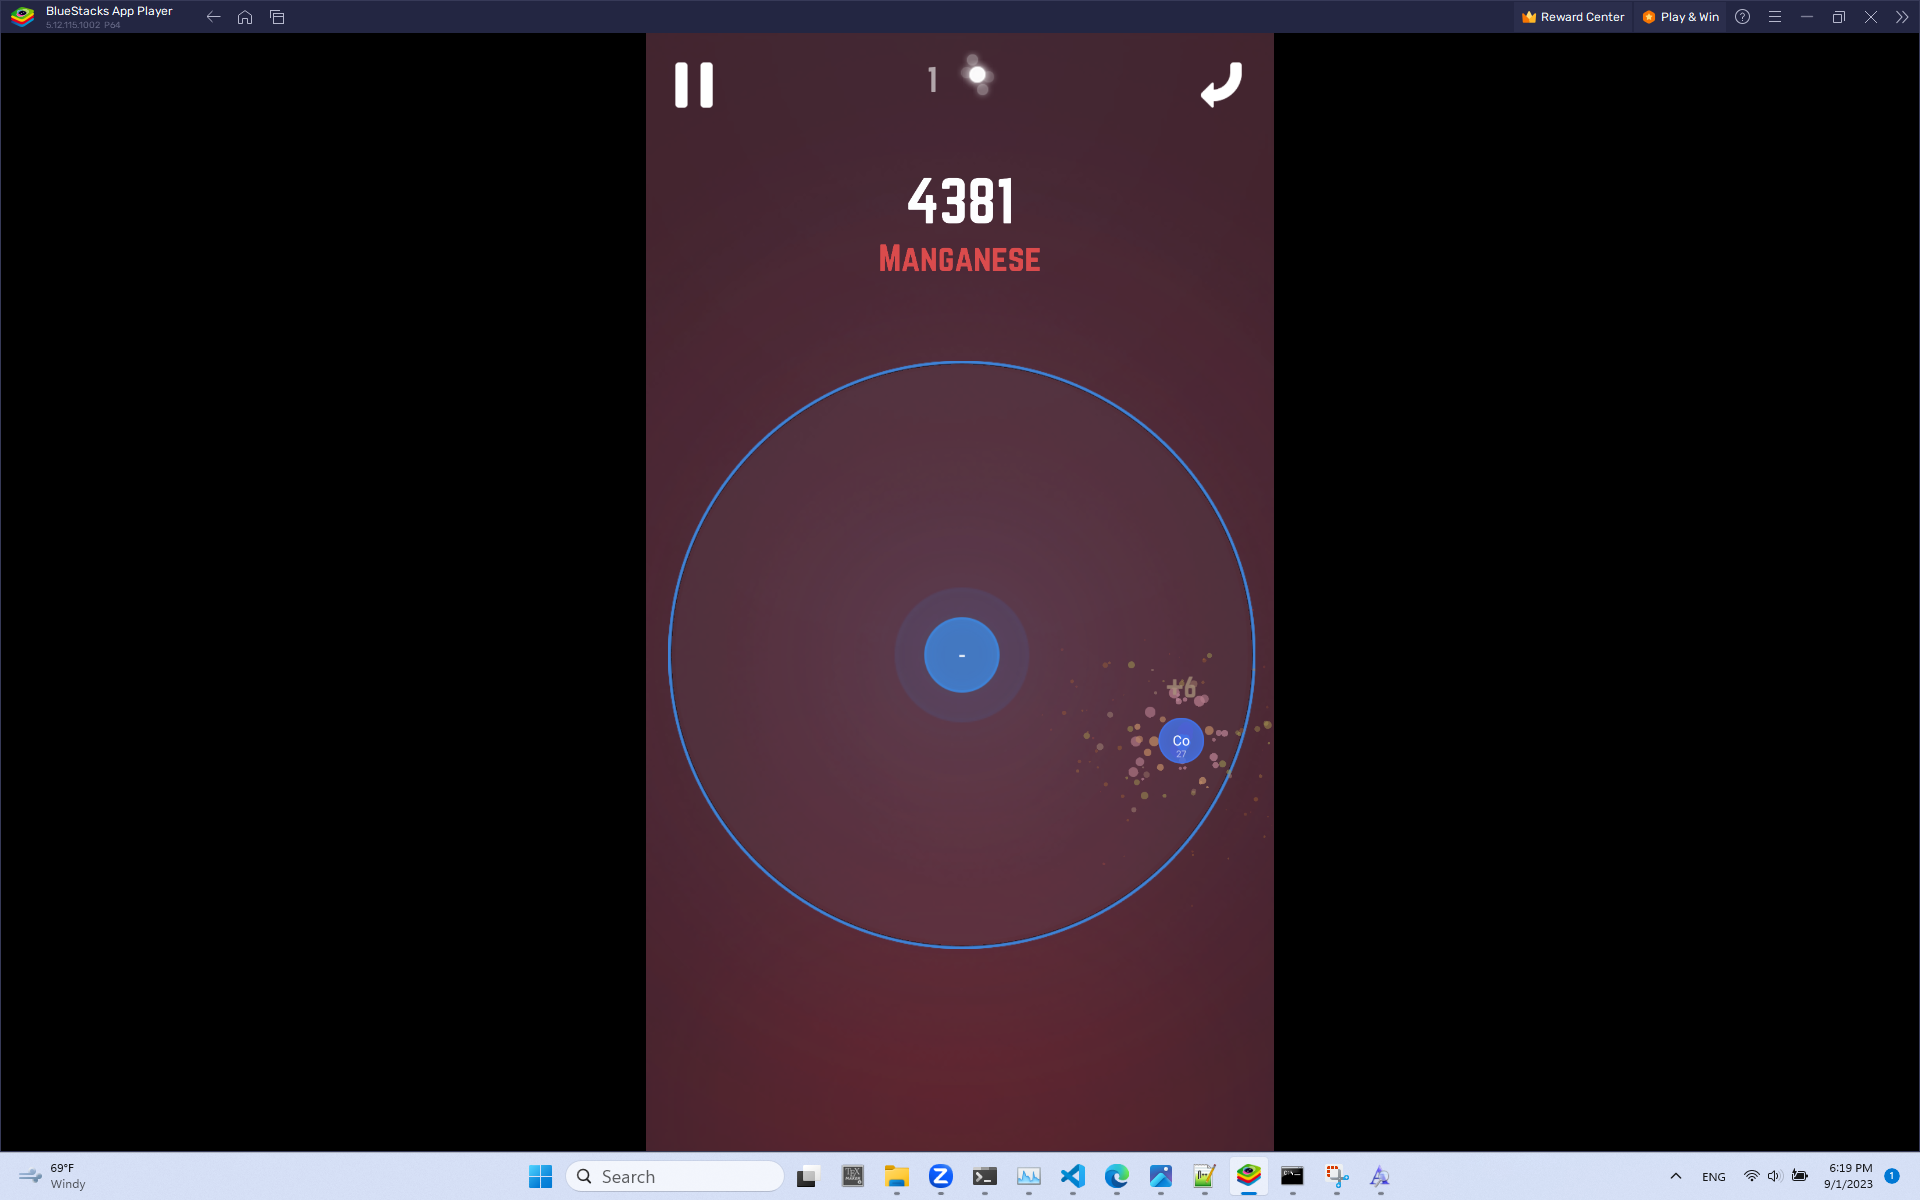 BlueStacks App Player
5.12.115.1002 P64
Reward Center
Play & Win
1
4381
MANGANESE
-
+6
Co
27
69°F
Windy
Search
ENG
6:19 PM
9/1/2023
1